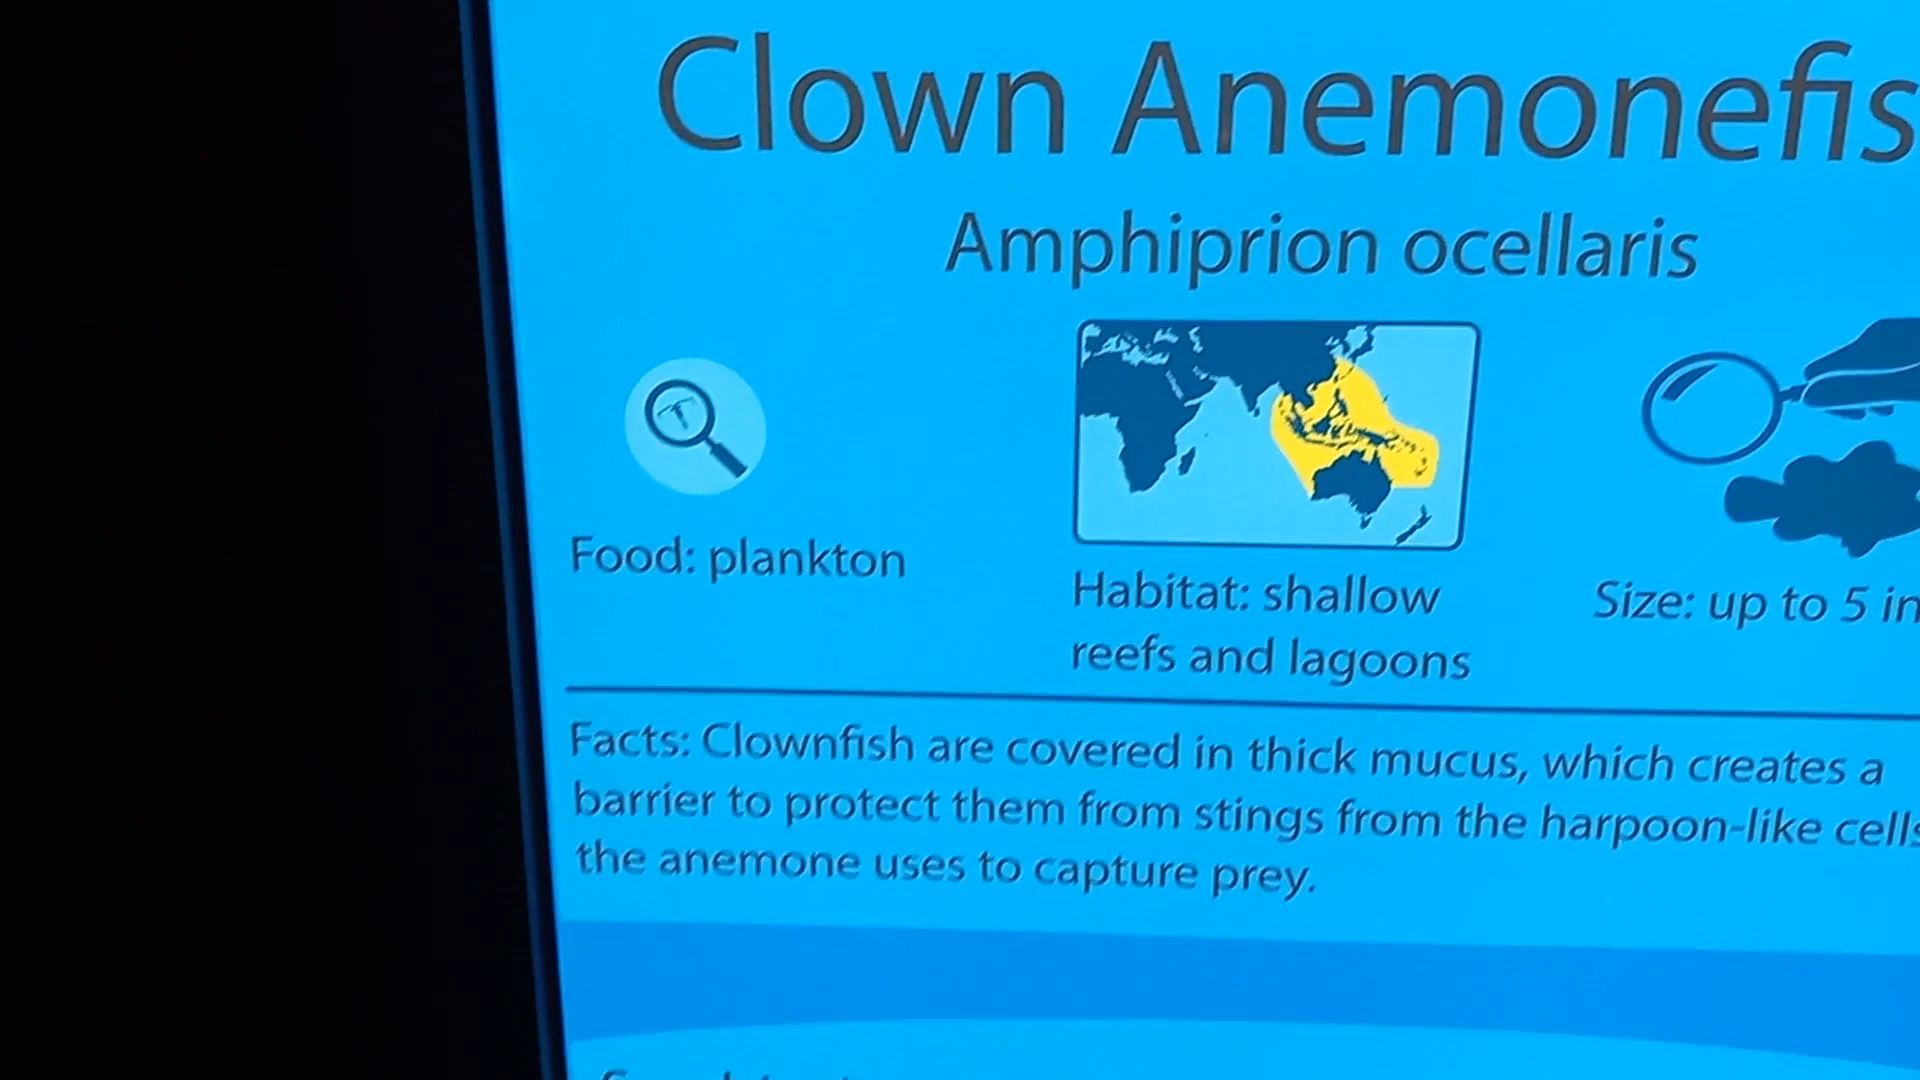 Clown Anemonefis
Amphiprion ocellaris
Food: plankton
Habitat: shallow
reefs and lagoons
Size: up to 5 in
Facts: Clownfish are covered in thick mucus, which creates a
barrier to protect them from stings from the harpoon-like cells
the anemone uses to capture prey.